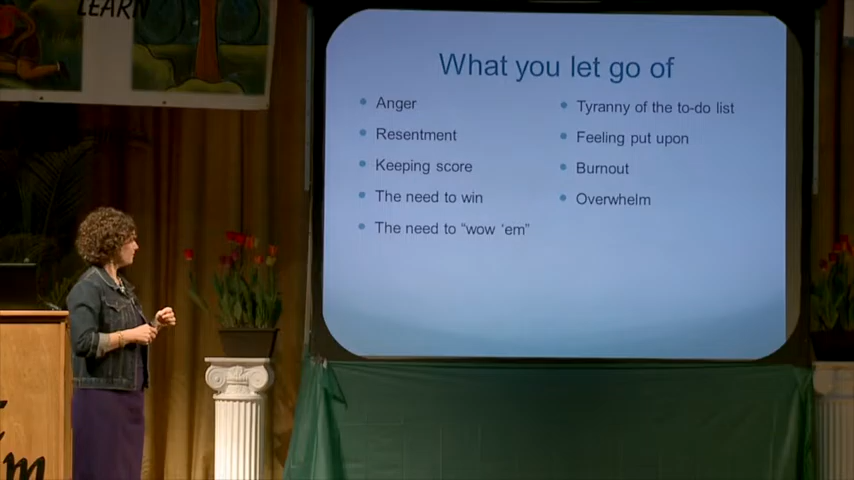 LEARN
What you let go of
Anger
Resentment
Keeping score
The need to win
The need to “wow ‘em”
Tyranny of the to-do list
Feeling put upon
Burnout
Overwhelm